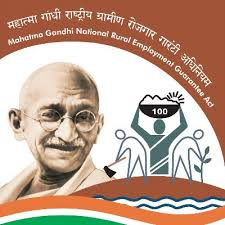 महात्मा गांधी राष्ट्रीय ग्रामीण रोजगार गारंटी अधिनियम
Mahatma Gandhi National Rural Employment Guarantee Act
100